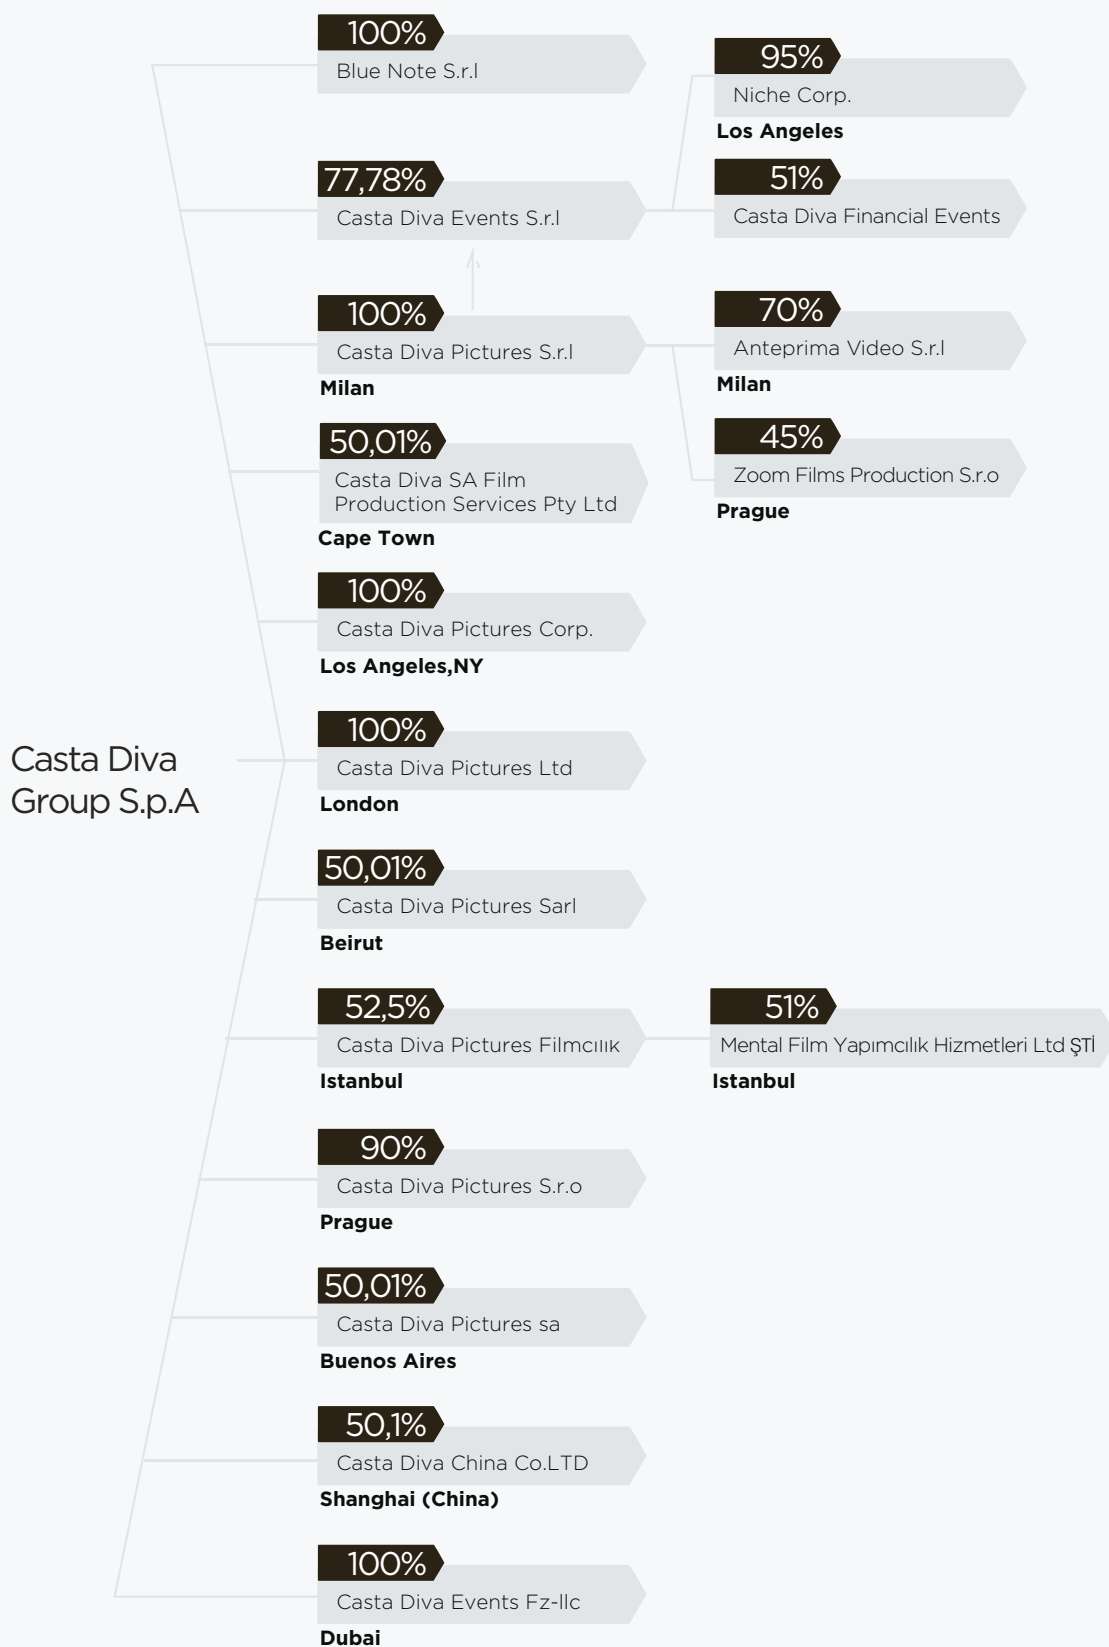 100%
Blue Note S.r.l
95%
Niche Corp.
Los Angeles
77,78%
Casta Diva Events S.r.l
51%
Casta Diva Financial Events
100%
Casta Diva Pictures S.r.l
Milan
70%
Anteprima Video S.r.l
Milan
50,01%
Casta Diva SA Film
Production Services Pty Ltd
Cape Town
45%
Zoom Films Production S.r.o
Prague
100%
Casta Diva Pictures Corp.
Los Angeles,NY
Casta Diva
Group S.p.A
100%
Casta Diva Pictures Ltd
London
50,01%
Casta Diva Pictures Sarl
Beirut
52,5%
Casta Diva Pictures Filmcılık
Istanbul
51%
Mental Film Yapımcılık Hizmetleri Ltd ŞTİ
Istanbul
90%
Casta Diva Pictures S.r.o
Prague
50,01%
Casta Diva Pictures sa
Buenos Aires
50,1%
Casta Diva China Co.LTD
Shanghai (China)
100%
Casta Diva Events Fz-llc
Dubai